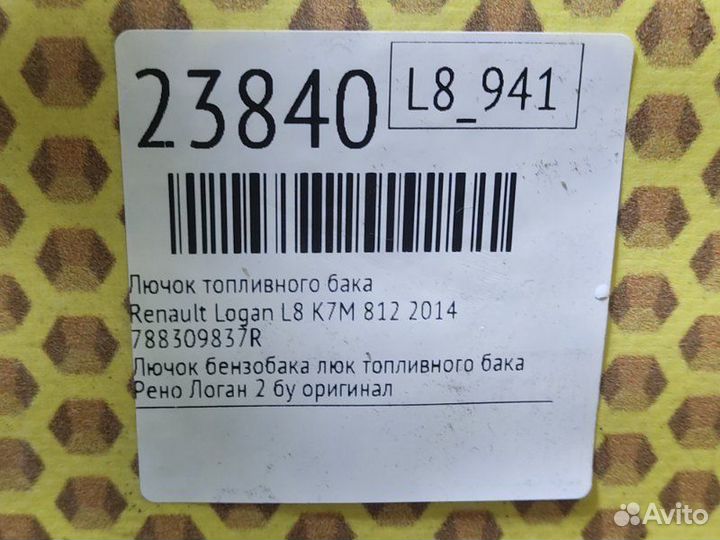 23840
L8_941
Лючок топливного бака
Renault Logan L8 K7M 812 2014
788309837R
Лючок бензобака люк топливного бака
Рено Логан 2 бу оригинал
Avito